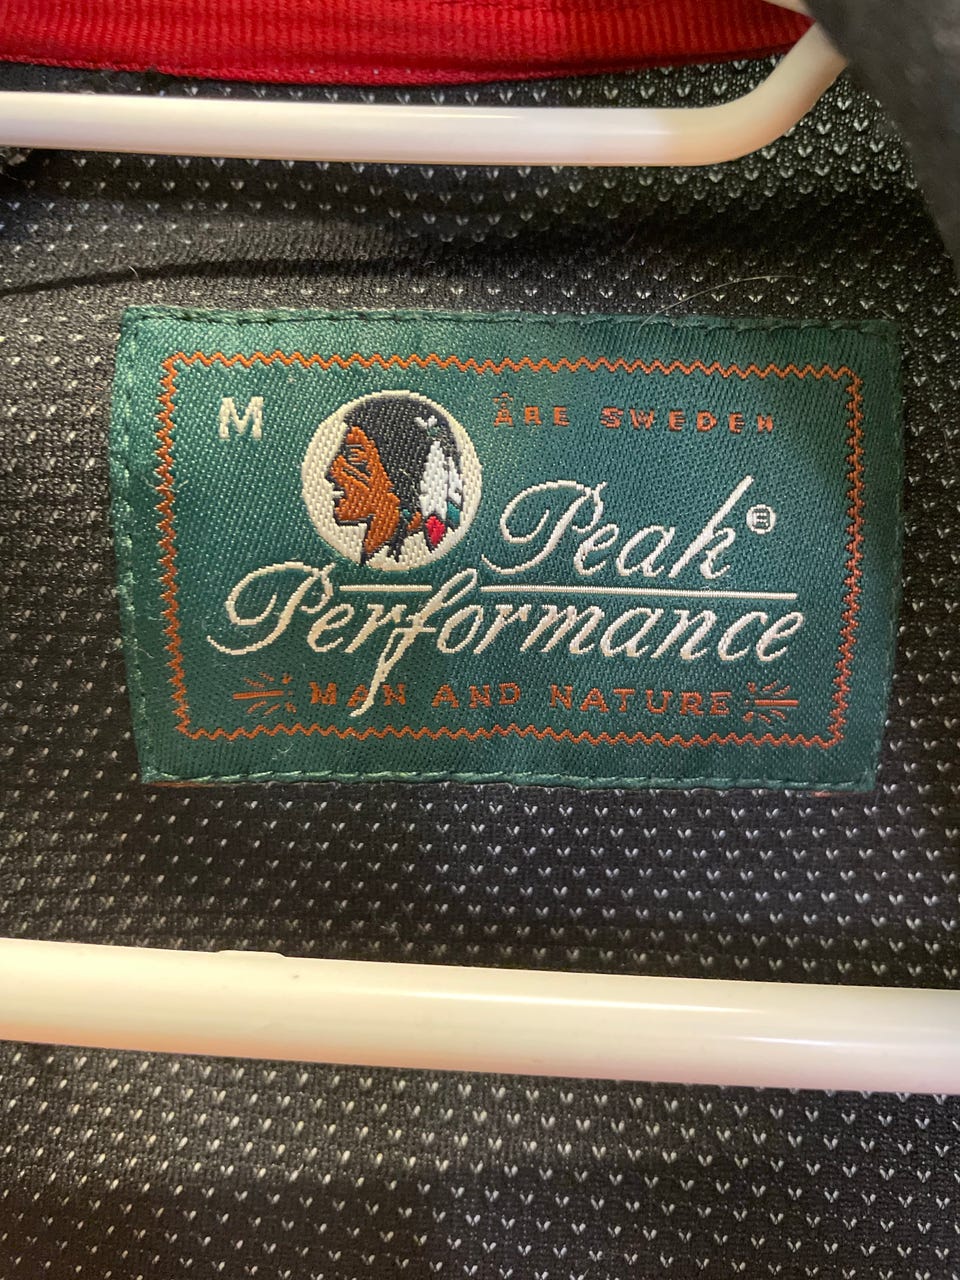 M
ÅRE SWEDEN
Peak®
Performance
MAN AND NATURE